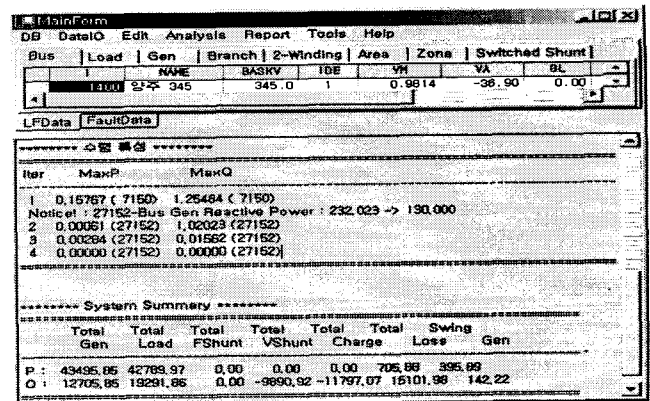 MainForm
DB DataIO Edit Analysis Report Tools Help
Bus Load Gen Branch 2-Winding Area Zone Switched Shunt
I NAME BASKV IDE VM VA BL
1400 양주 345 345.0 1 0.9814 -36.90 0.00
LFData FaultData
******** 수렴 특성 ********
Iter MaxP MaxQ
1 0.15767 ( 7150) 1.25484 ( 7150)
Notice! : 27152-Bus Gen Reactive Power : 232.023 -> 130.000
2 0.00061 (27152) 1.02023 (27152)
3 0.00284 (27152) 0.01562 (27152)
4 0.00000 (27152) 0.00000 (27152)
******** System Summary ********
Total Total Total Total Total Total Swing
Gen Load FShunt VShunt Charge Loss Gen
P : 43495.85 42789.97 0.00 0.00 0.00 705.88 395.89
Q : 12705.85 19291.86 0.00 -9890.92 -11797.07 15101.98 142.22